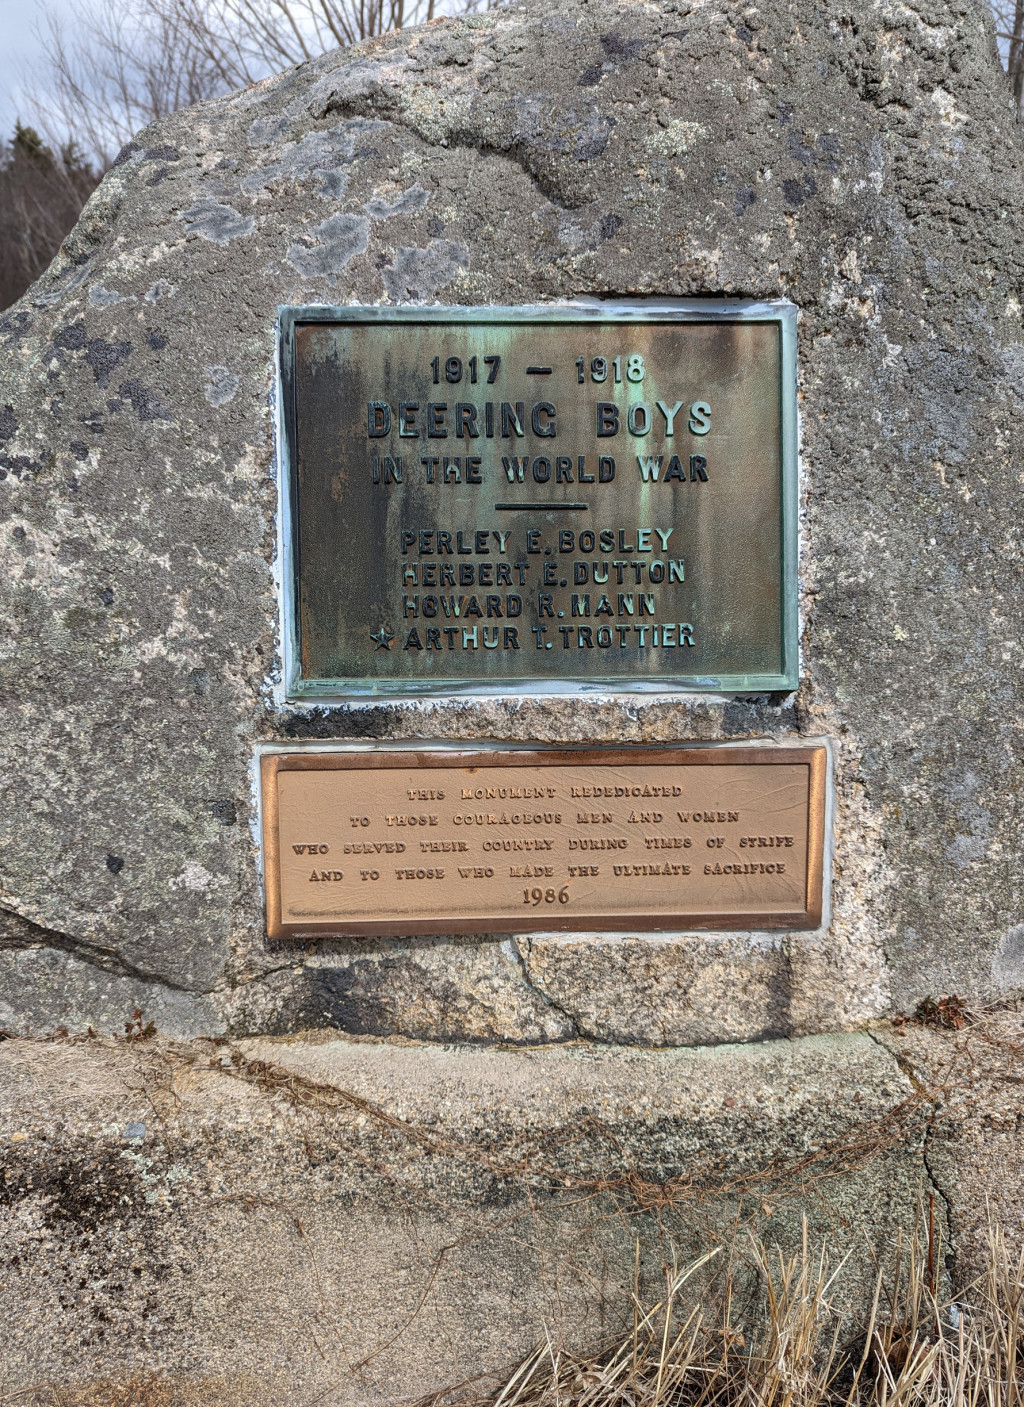 1917 — 1918
DEERING BOYS
IN THE WORLD WAR
PERLEY E. BOSLEY
HERBERT E. DUTTON
HOWARD R. MANN
★ ARTHUR T. TROTTIER
THIS MONUMENT REDEDICATED
TO THOSE COURAGEOUS MEN AND WOMEN
WHO SERVED THEIR COUNTRY DURING TIMES OF STRIFE
AND TO THOSE WHO MADE THE ULTIMATE SACRIFICE
1986